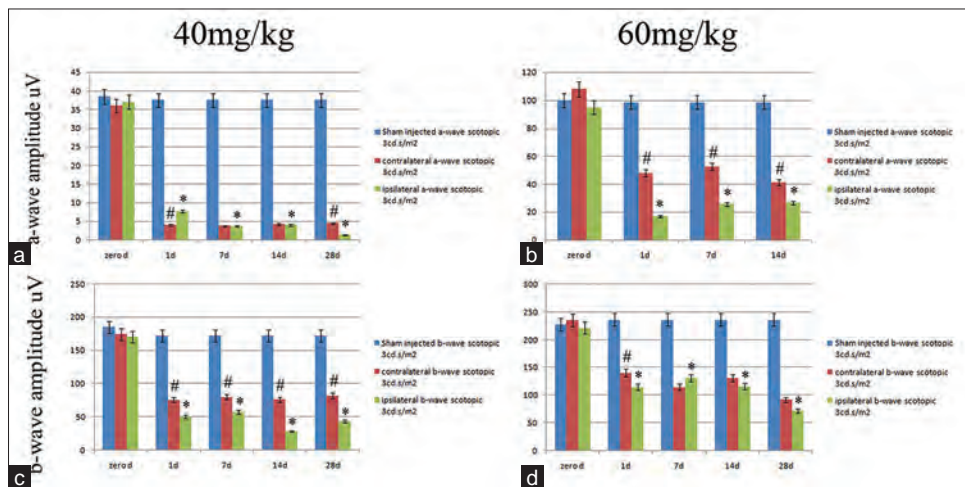 40mg/kg
60mg/kg
a-wave amplitude uV
45
40
35
30
25
20
15
10
5
0
# * * * # *
zero d 1d 7d 14d 28d
Sham injected a-wave scotopic
3cd.s/m2
contralateral a-wave scotopic
3cd.s/m2
ipsilateral a-wave scotopic
3cd.s/m2
a
120
100
80
60
40
20
0
# * # * # *
zero d 1d 7d 14d
Sham injected a-wave scotopic
3cd.s/m2
contralateral a-wave scotopic
3cd.s/m2
ipsilateral a-wave scotopic
3cd.s/m2
b
b-wave amplitude uV
250
200
150
100
50
0
# * # * # * # *
zero d 1d 7d 14d 28d
Sham injected b-wave scotopic
3cd.s/m2
contralateral b-wave scotopic
3cd.s/m2
ipsilateral b-wave scotopic
3cd.s/m2
c
300
250
200
150
100
50
0
# * * * *
zero d 1d 7d 14d 28d
Sham injected b-wave scotopic
3cd.s/m2
contralateral b-wave scotopic
3cd.s/m2
ipsilateral b-wave scotopic
3cd.s/m2
d